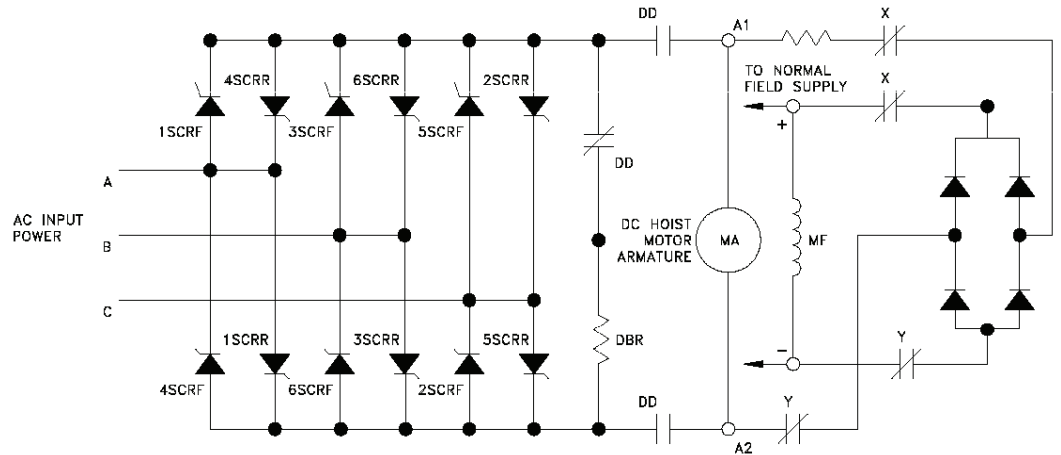 DD
A1
X
4SCRR
6SCRR
2SCRR
TO NORMAL
FIELD SUPPLY
X
1SCRF
3SCRF
5SCRF
+
DD
A
AC INPUT
POWER
B
DC HOIST
MOTOR
ARMATURE
MA
MF
C
1SCRR
3SCRR
5SCRR
DBR
–
Y
4SCRF
6SCRF
2SCRF
DD
Y
A2